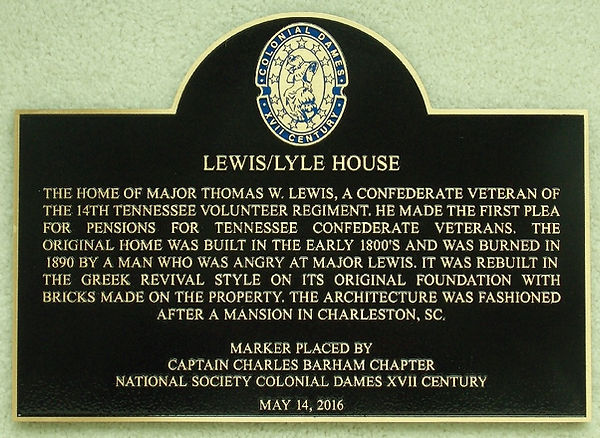 COLONIAL DAMES
XVII CENTURY
LEWIS/LYLE HOUSE
THE HOME OF MAJOR THOMAS W. LEWIS, A CONFEDERATE VETERAN OF
THE 14TH TENNESSEE VOLUNTEER REGIMENT. HE MADE THE FIRST PLEA
FOR PENSIONS FOR TENNESSEE CONFEDERATE VETERANS. THE
ORIGINAL HOME WAS BUILT IN THE EARLY 1800'S AND WAS BURNED IN
1890 BY A MAN WHO WAS ANGRY AT MAJOR LEWIS. IT WAS REBUILT IN
THE GREEK REVIVAL STYLE ON ITS ORIGINAL FOUNDATION WITH
BRICKS MADE ON THE PROPERTY. THE ARCHITECTURE WAS FASHIONED
AFTER A MANSION IN CHARLESTON, SC.
MARKER PLACED BY
CAPTAIN CHARLES BARHAM CHAPTER
NATIONAL SOCIETY COLONIAL DAMES XVII CENTURY
MAY 14, 2016